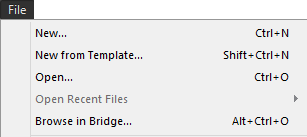 File
New... Ctrl+N
New from Template... Shift+Ctrl+N
Open... Ctrl+O
Open Recent Files
Browse in Bridge... Alt+Ctrl+O